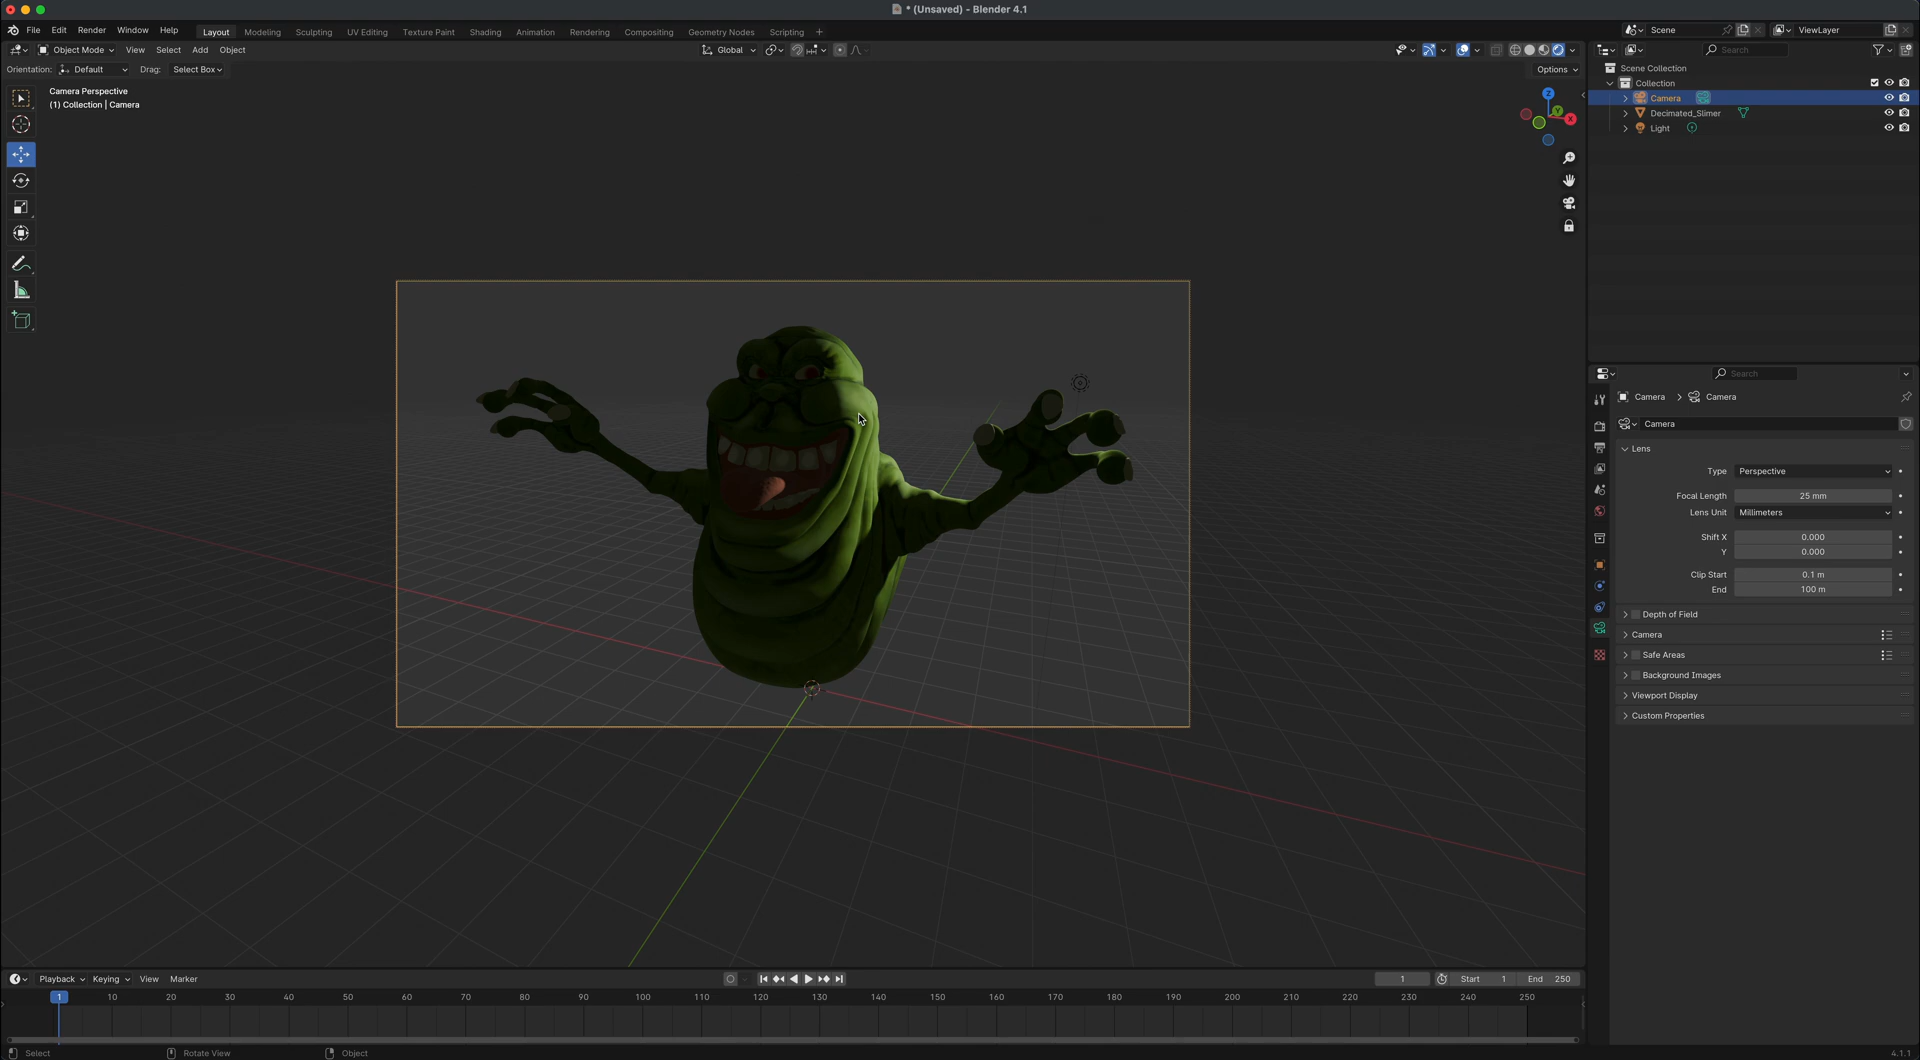 * (Unsaved) - Blender 4.1
File Edit Render Window Help Layout Modeling Sculpting UV Editing Texture Paint Shading Animation Rendering Compositing Geometry Nodes Scripting + Scene ViewLayer
Object Mode View Select Add Object Global Search
Orientation: Default Drag: Select Box Options
Camera Perspective
(1) Collection | Camera
Z
Y
X
Scene Collection
Collection
Camera
Decimated_Slimer
Light
Search
Camera > Camera
Camera
Lens
Type Perspective
Focal Length 25 mm
Lens Unit Millimeters
Shift X 0.000
Y 0.000
Clip Start 0.1 m
End 100 m
Depth of Field
Camera
Safe Areas
Background Images
Viewport Display
Custom Properties
Playback Keying View Marker 1 Start 1 End 250
1 10 20 30 40 50 60 70 80 90 100 110 120 130 140 150 160 170 180 190 200 210 220 230 240 250
Select Rotate View Object 4.1.1